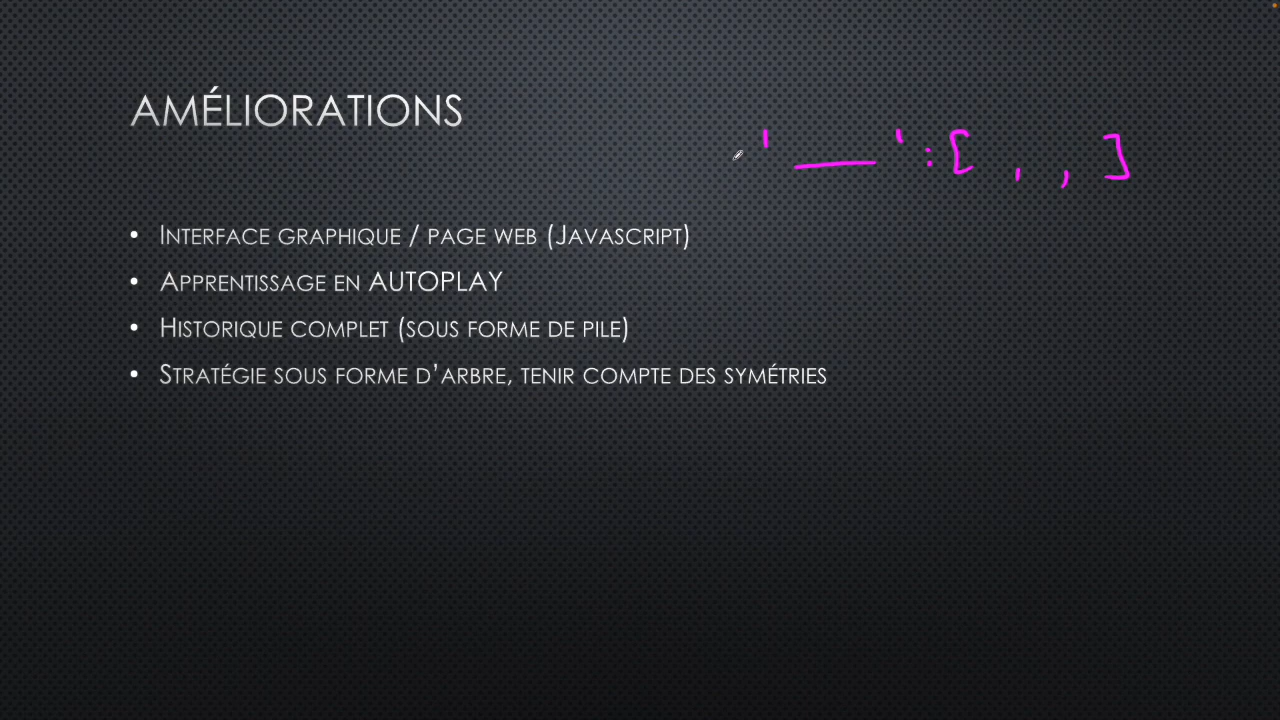 AMÉLIORATIONS
' __ ' : [ , , ]
• INTERFACE GRAPHIQUE / PAGE WEB (JAVASCRIPT)
• APPRENTISSAGE EN AUTOPLAY
• HISTORIQUE COMPLET (SOUS FORME DE PILE)
• STRATÉGIE SOUS FORME D'ARBRE, TENIR COMPTE DES SYMÉTRIES